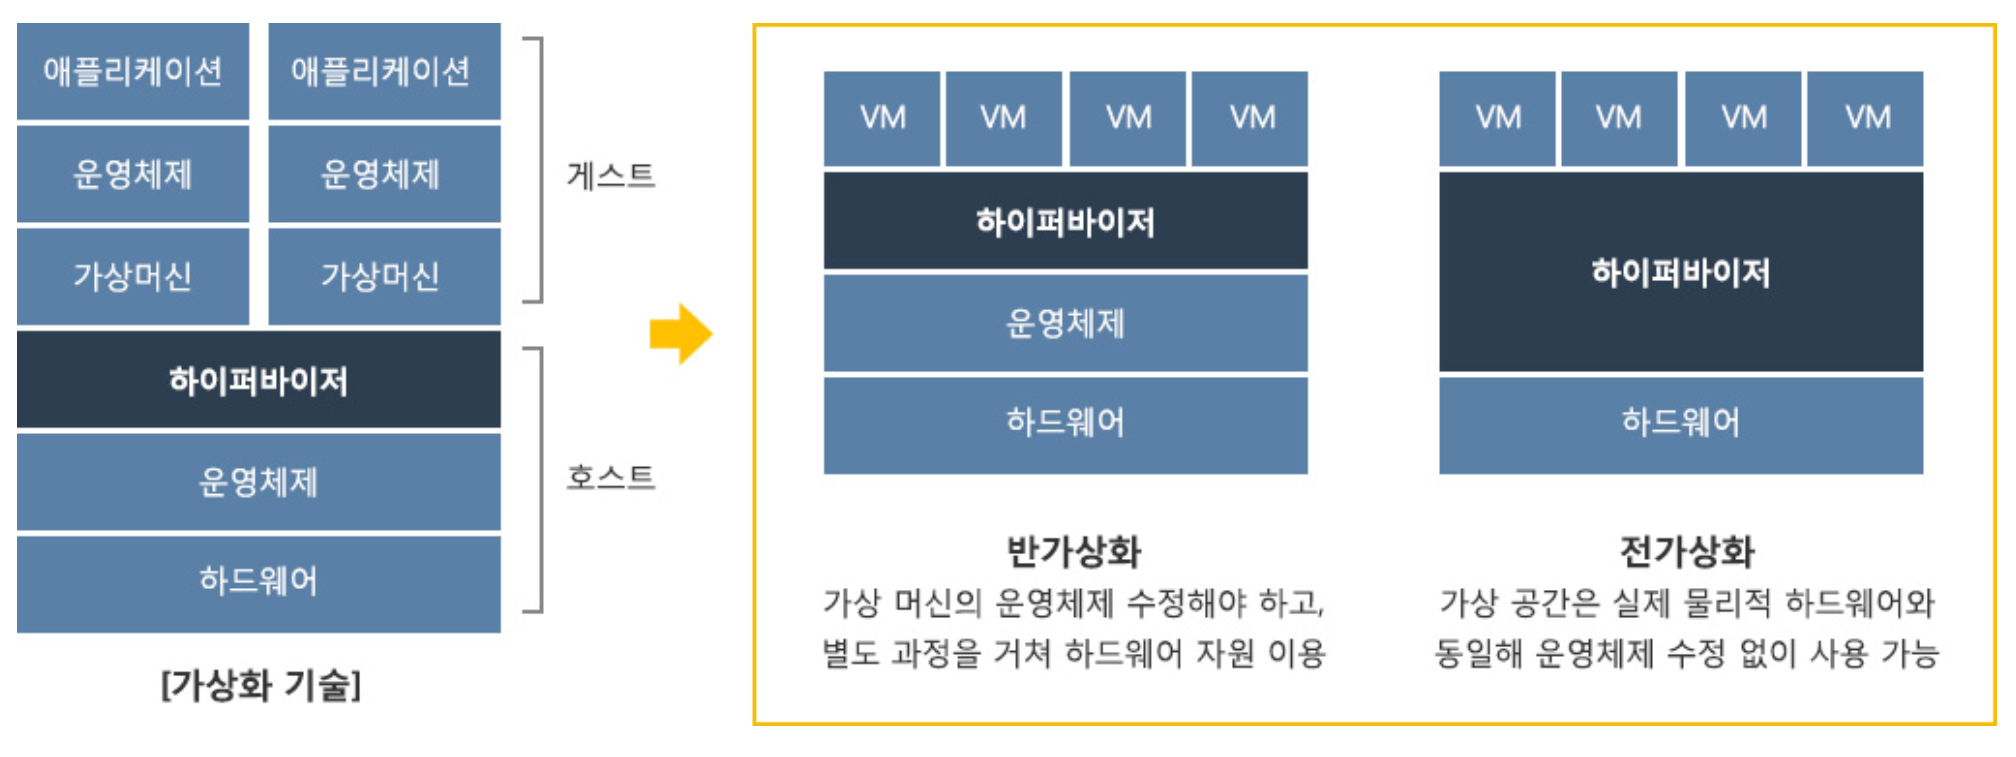 애플리케이션 애플리케이션
운영체제 운영체제
가상머신 가상머신
게스트
하이퍼바이저
운영체제
하드웨어
호스트
[가상화 기술]
VM VM VM VM
하이퍼바이저
운영체제
하드웨어
반가상화
가상 머신의 운영체제 수정해야 하고,
별도 과정을 거쳐 하드웨어 자원 이용
VM VM VM VM
하이퍼바이저
하드웨어
전가상화
가상 공간은 실제 물리적 하드웨어와
동일해 운영체제 수정 없이 사용 가능